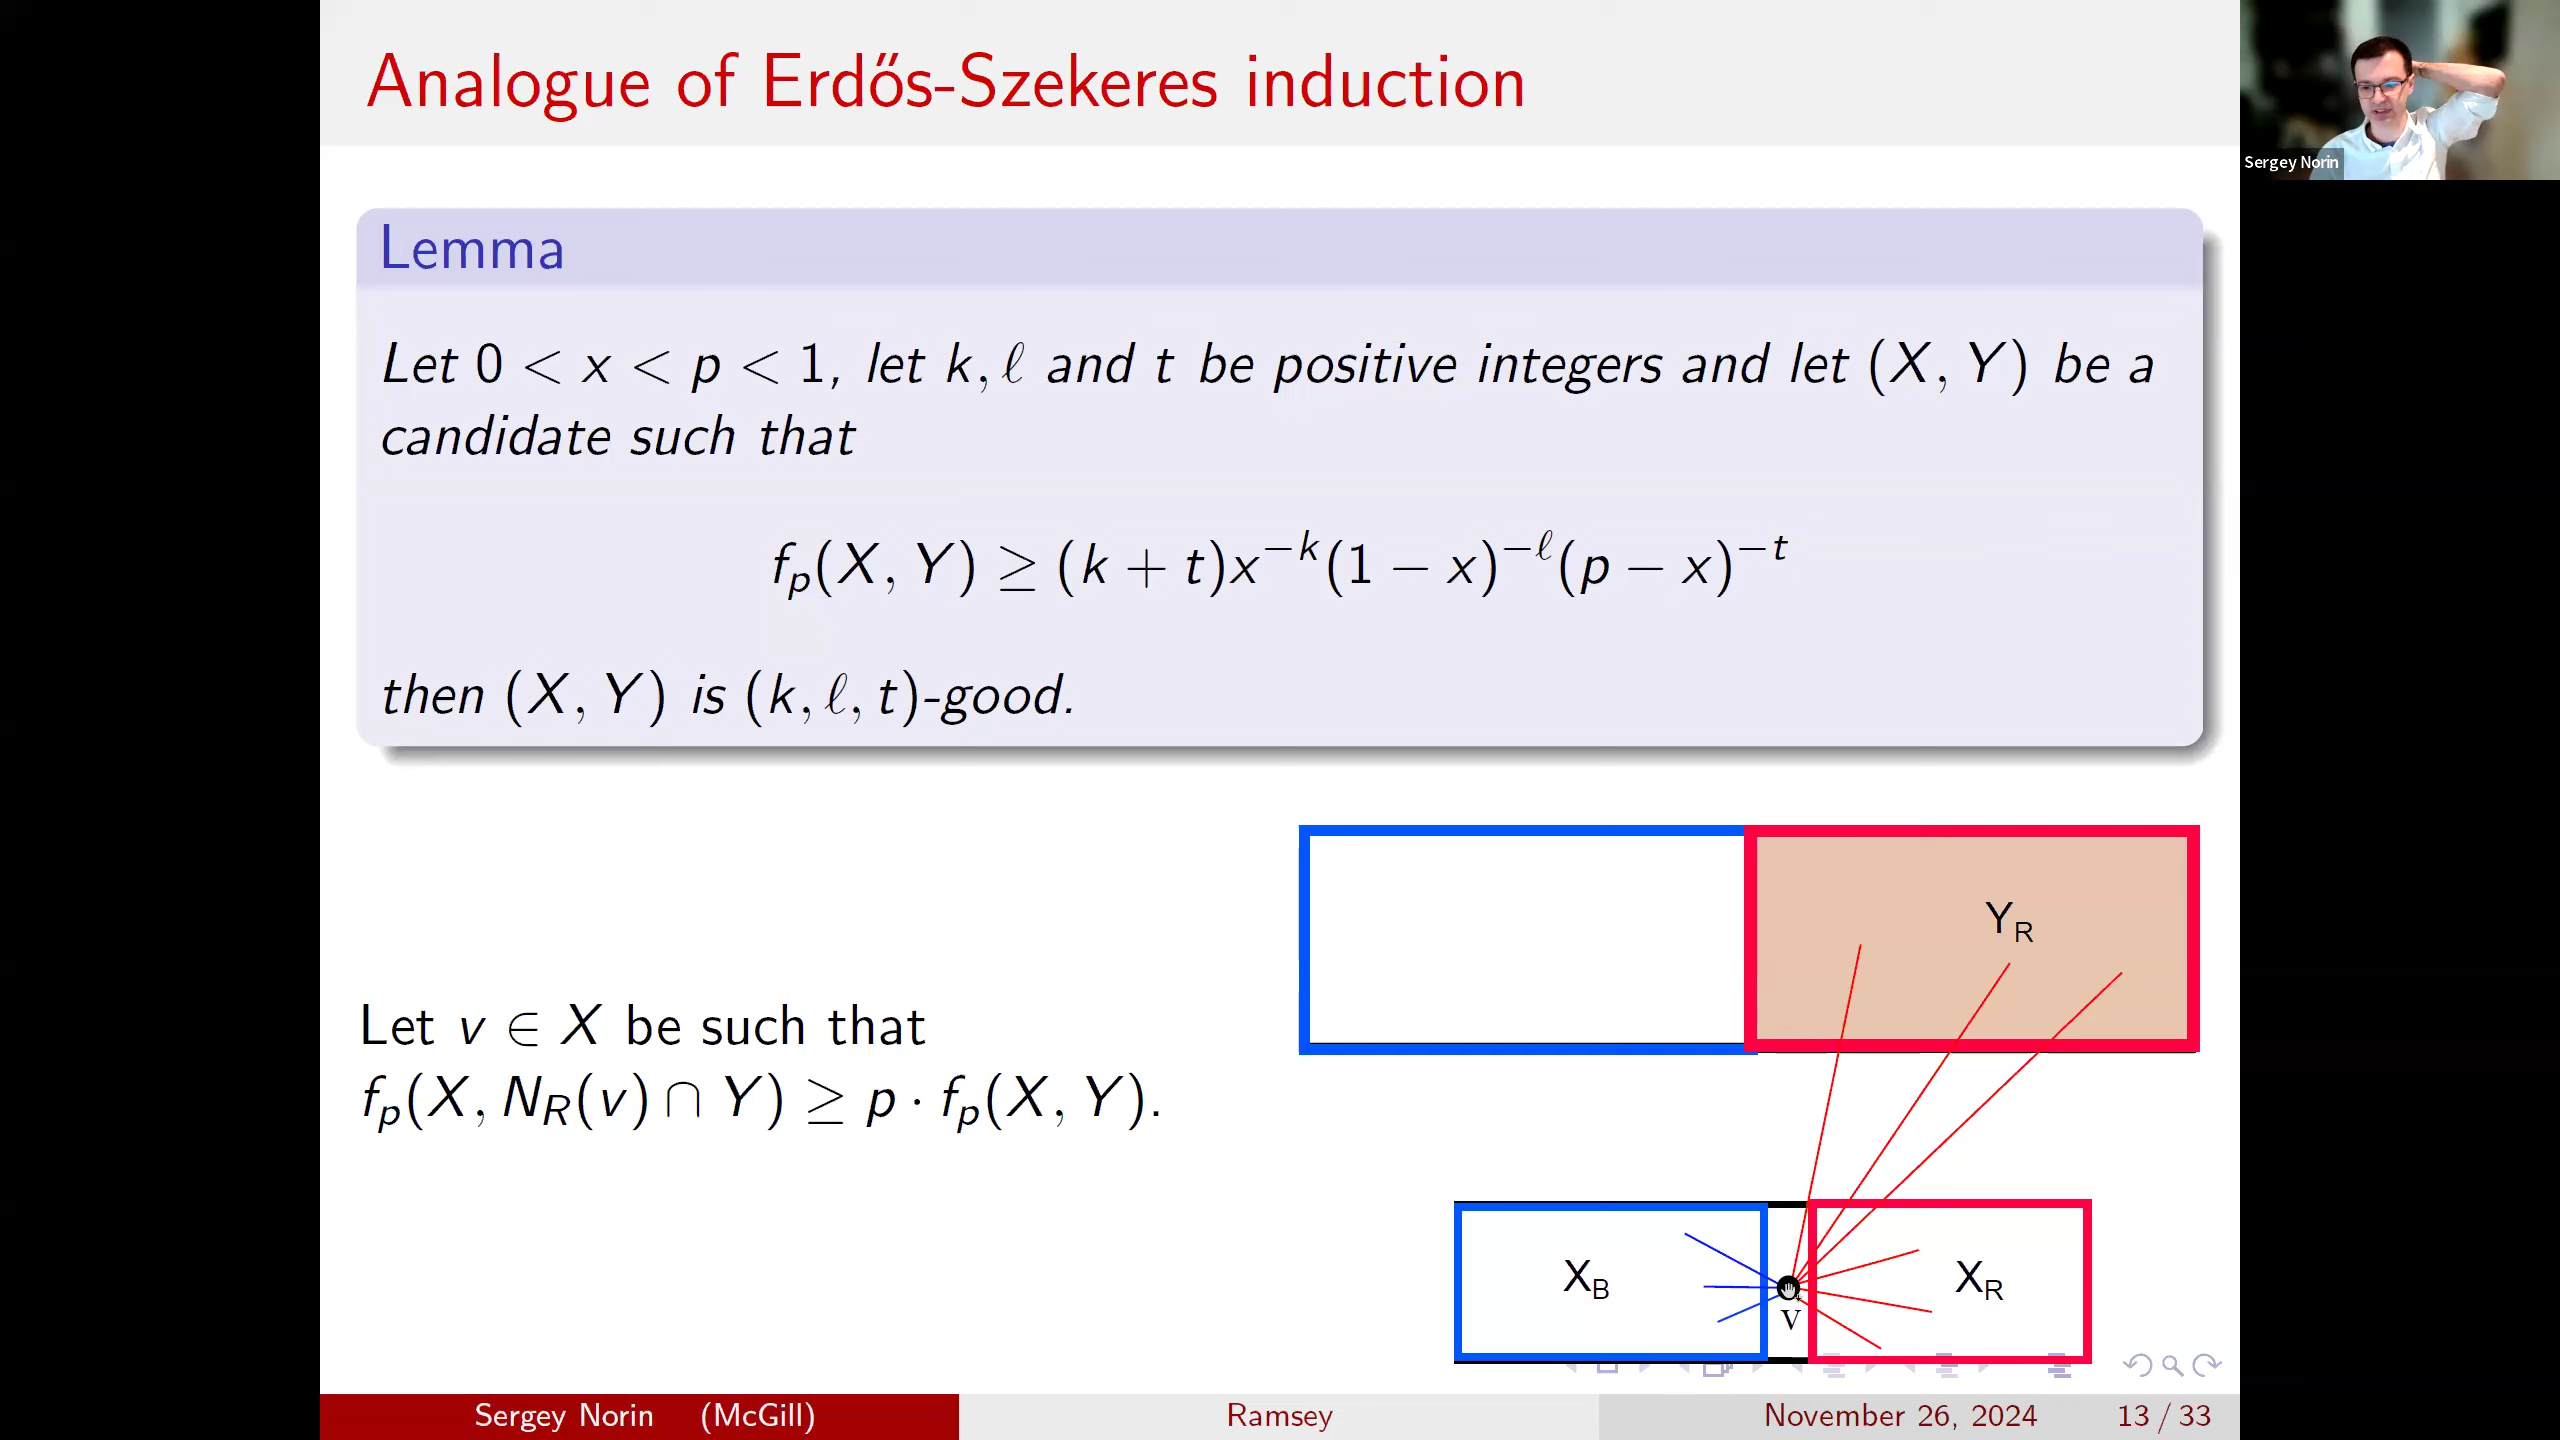 Analogue of Erdős-Szekeres induction
Sergey Norin
Lemma
Let 0 < x < p < 1, let k, ℓ and t be positive integers and let (X, Y) be a
candidate such that
f_p(X, Y) ≥ (k + t)x^{−k}(1 − x)^{−ℓ}(p − x)^{−t}
then (X, Y) is (k, ℓ, t)-good.
Let v ∈ X be such that
f_p(X, N_R(v) ∩ Y) ≥ p · f_p(X, Y).
Y_R
X_B
v
X_R
Sergey Norin (McGill)
Ramsey
November 26, 2024
13 / 33